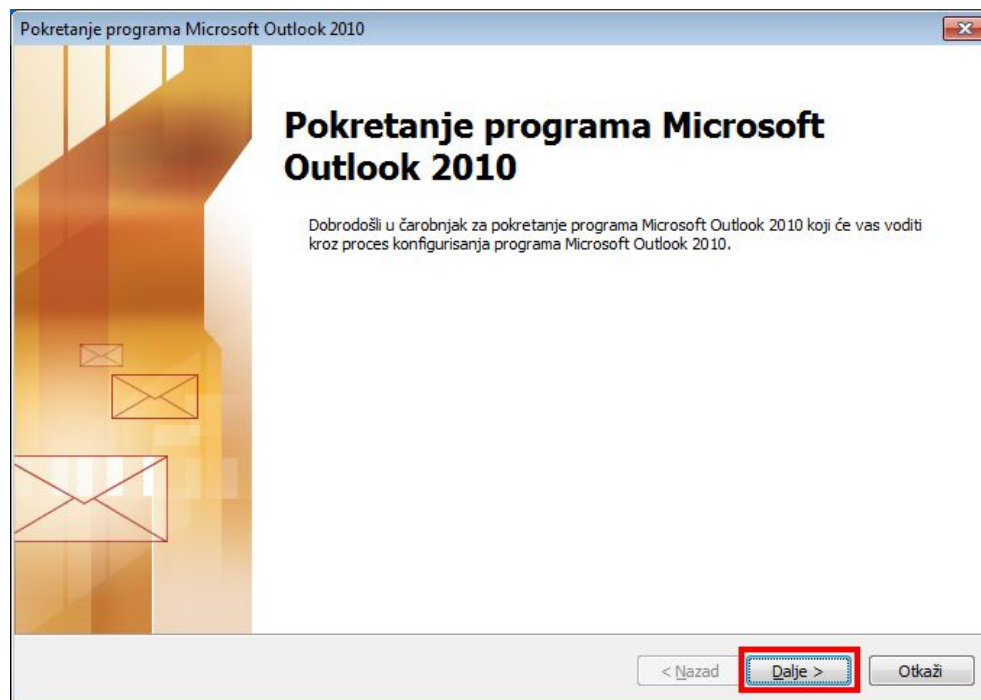 Pokretanje programa Microsoft Outlook 2010
Pokretanje programa Microsoft
Outlook 2010
Dobrodošli u čarobnjak za pokretanje programa Microsoft Outlook 2010 koji će vas voditi
kroz proces konfigurisanja programa Microsoft Outlook 2010.
< Nazad
Dalje >
Otkaži